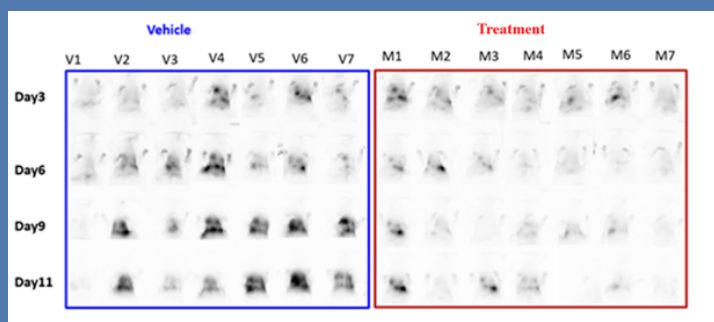 Vehicle Treatment
V1 V2 V3 V4 V5 V6 V7 M1 M2 M3 M4 M5 M6 M7
Day3
Day6
Day9
Day11